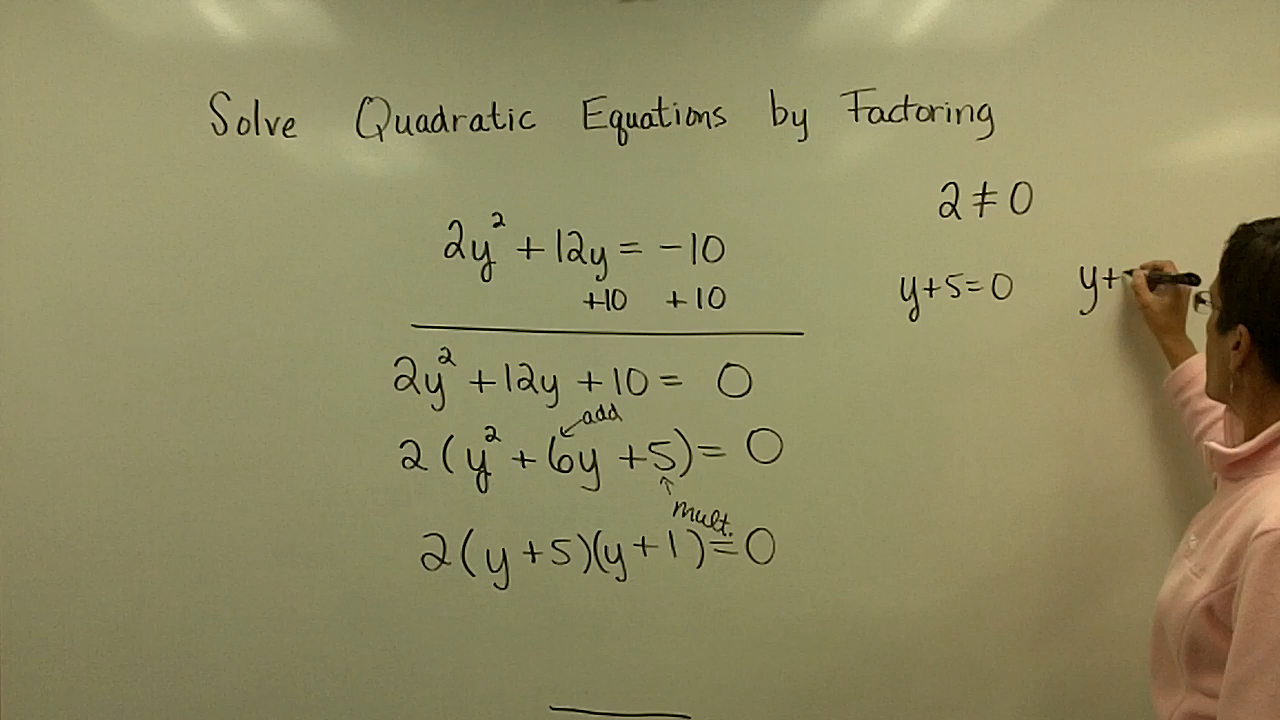 Solve Quadratic Equations by Factoring
2 ≠ 0
2y² + 12y = -10
+10 +10
y+5=0 y+
2y² + 12y + 10 = 0
add
2(y² + 6y + 5) = 0
mult.
2(y+5)(y+1) = 0